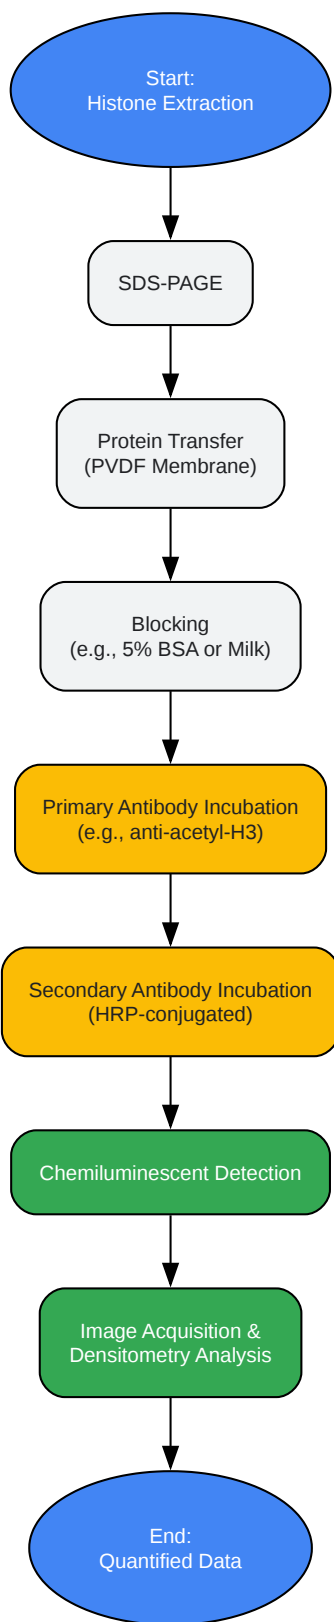 Start:
Histone Extraction
SDS-PAGE
Protein Transfer
(PVDF Membrane)
Blocking
(e.g., 5% BSA or Milk)
Primary Antibody Incubation
(e.g., anti-acetyl-H3)
Secondary Antibody Incubation
(HRP-conjugated)
Chemiluminescent Detection
Image Acquisition &
Densitometry Analysis
End:
Quantified Data